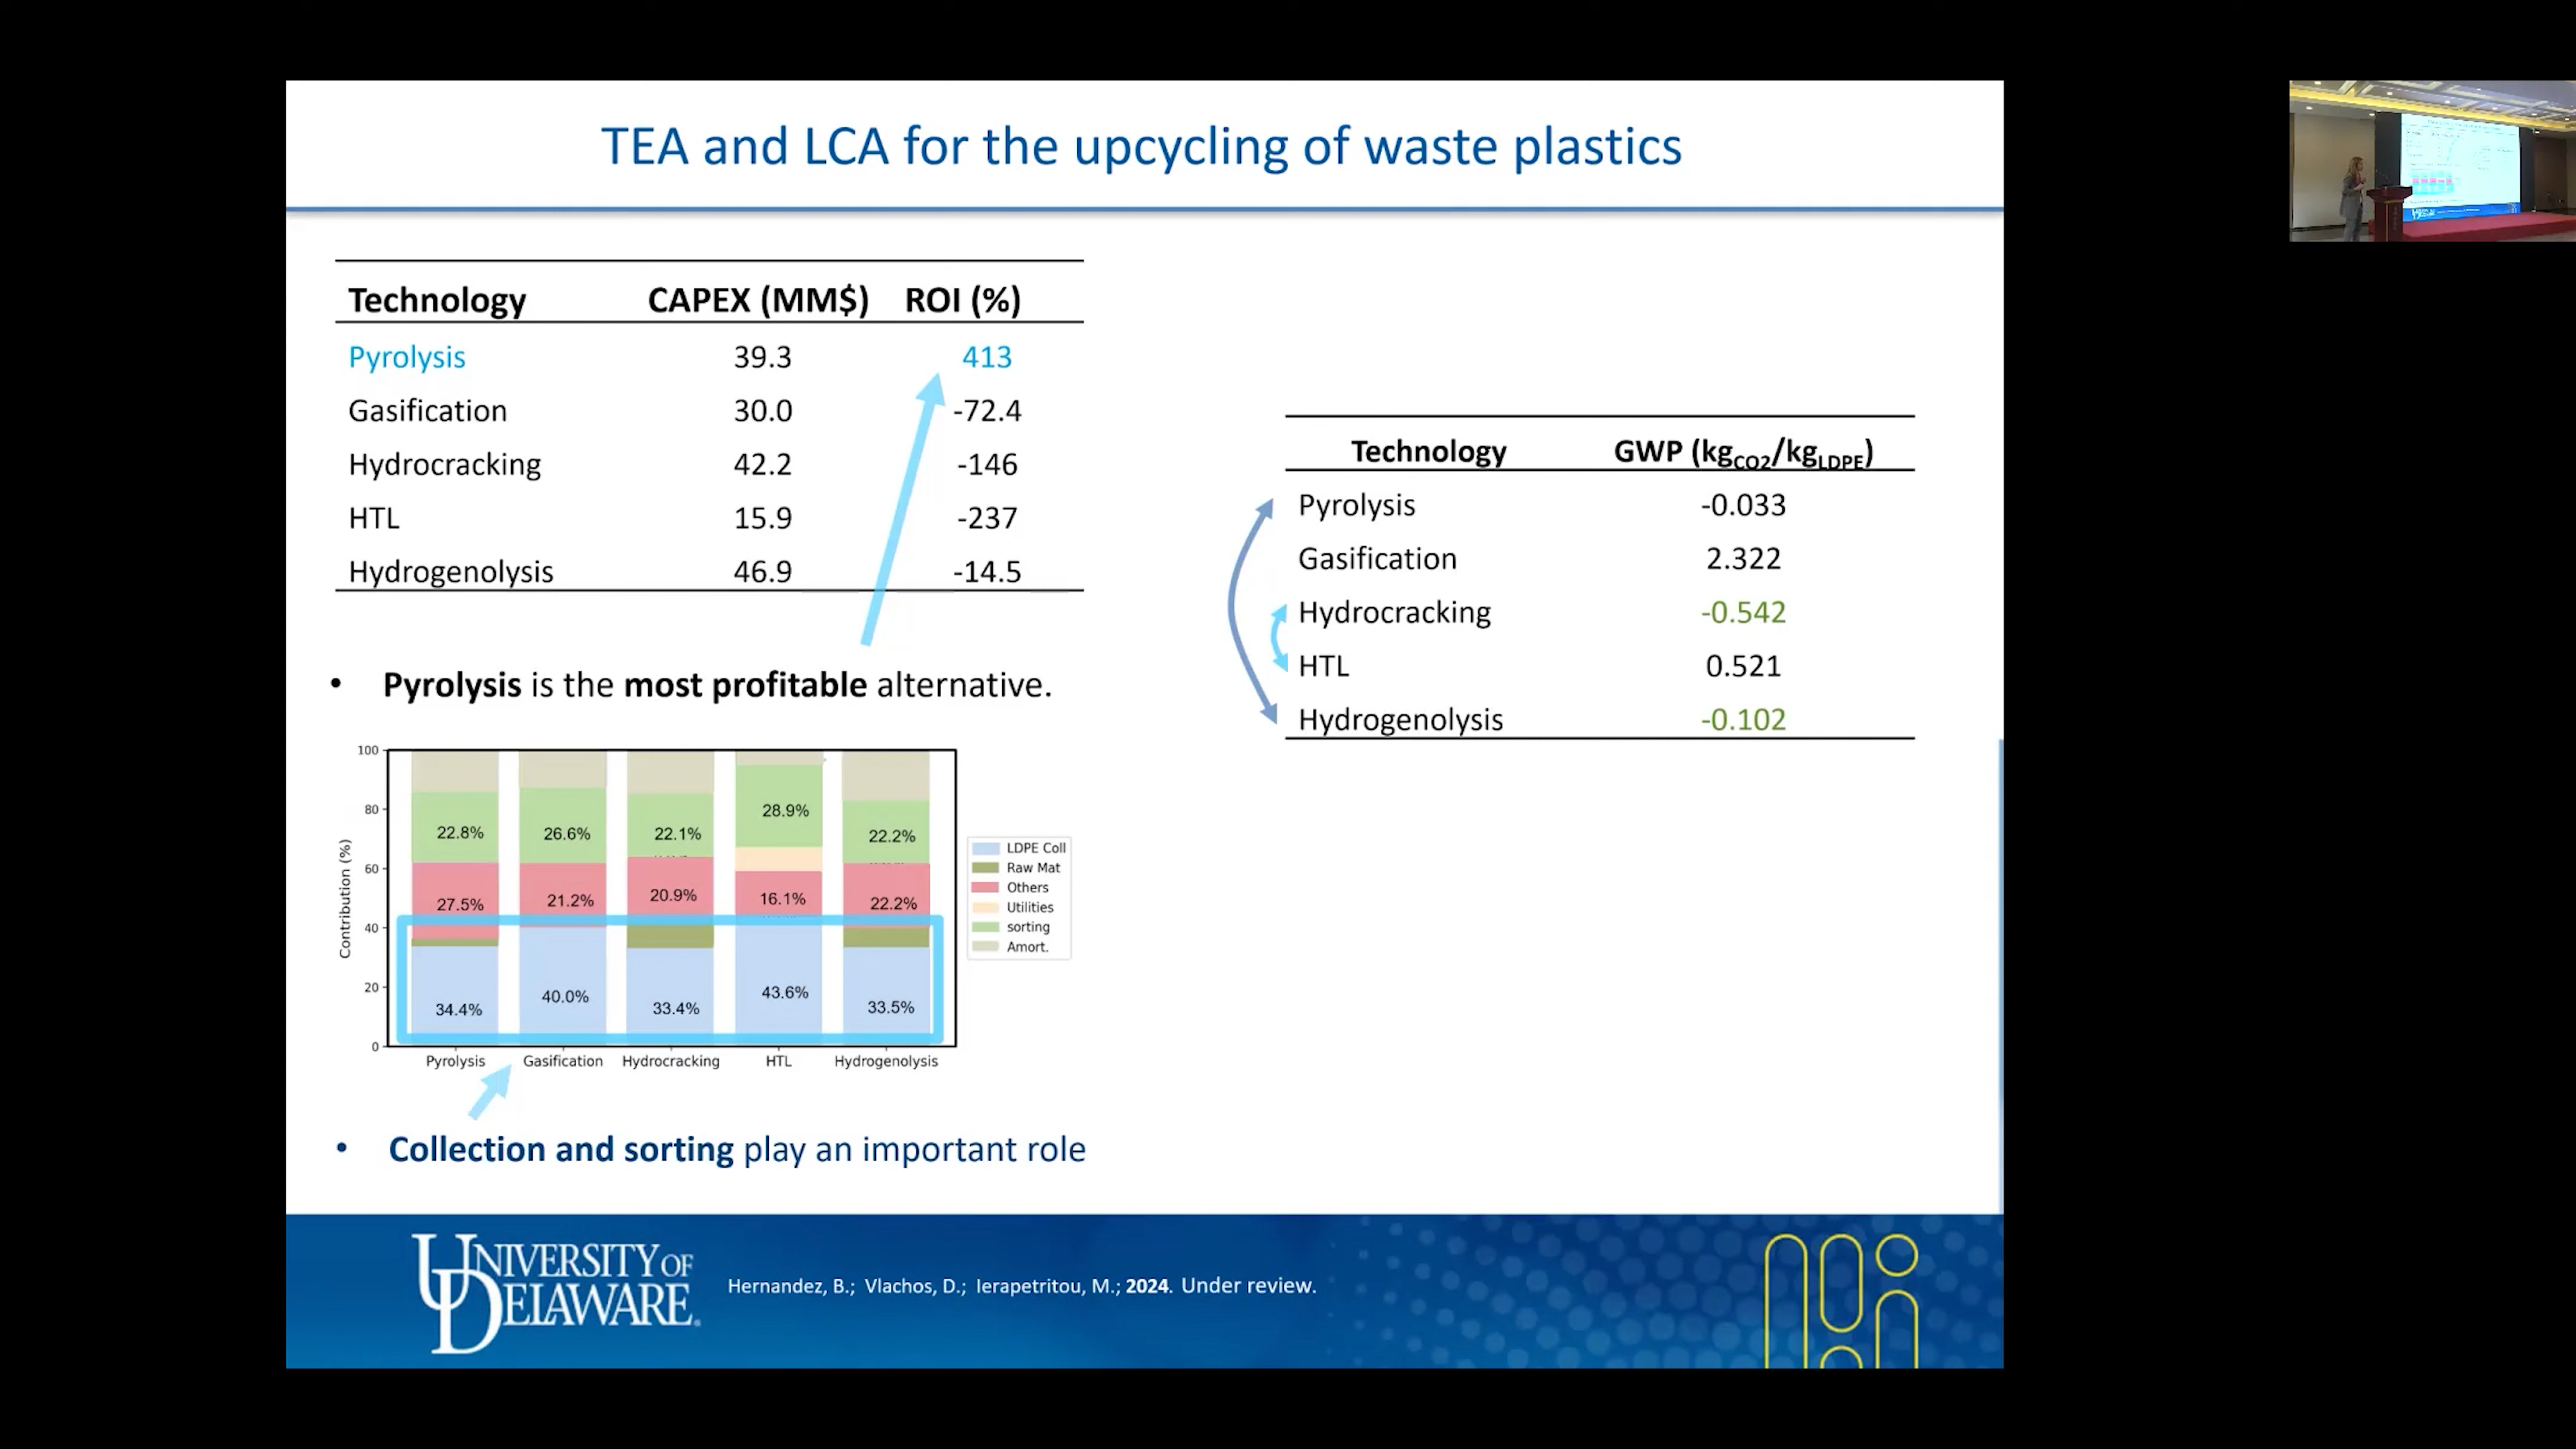 TEA and LCA for the upcycling of waste plastics
Technology CAPEX (MM$) ROI (%)
Pyrolysis 39.3 413
Gasification 30.0 -72.4
Hydrocracking 42.2 -146
HTL 15.9 -237
Hydrogenolysis 46.9 -14.5
• Pyrolysis is the most profitable alternative.
Contribution (%)
100
80
60
40
20
0
22.8% 26.6% 22.1% 28.9% 22.2%
27.5% 21.2% 20.9% 16.1% 22.2%
34.4% 40.0% 33.4% 43.6% 33.5%
Pyrolysis Gasification Hydrocracking HTL Hydrogenolysis
LDPE Coll
Raw Mat
Others
Utilities
sorting
Amort.
• Collection and sorting play an important role
Technology GWP (kgCO2/kgLDPE)
Pyrolysis -0.033
Gasification 2.322
Hydrocracking -0.542
HTL 0.521
Hydrogenolysis -0.102
UNIVERSITY OF
DELAWARE.
Hernandez, B.; Vlachos, D.; Ierapetritou, M.; 2024. Under review.